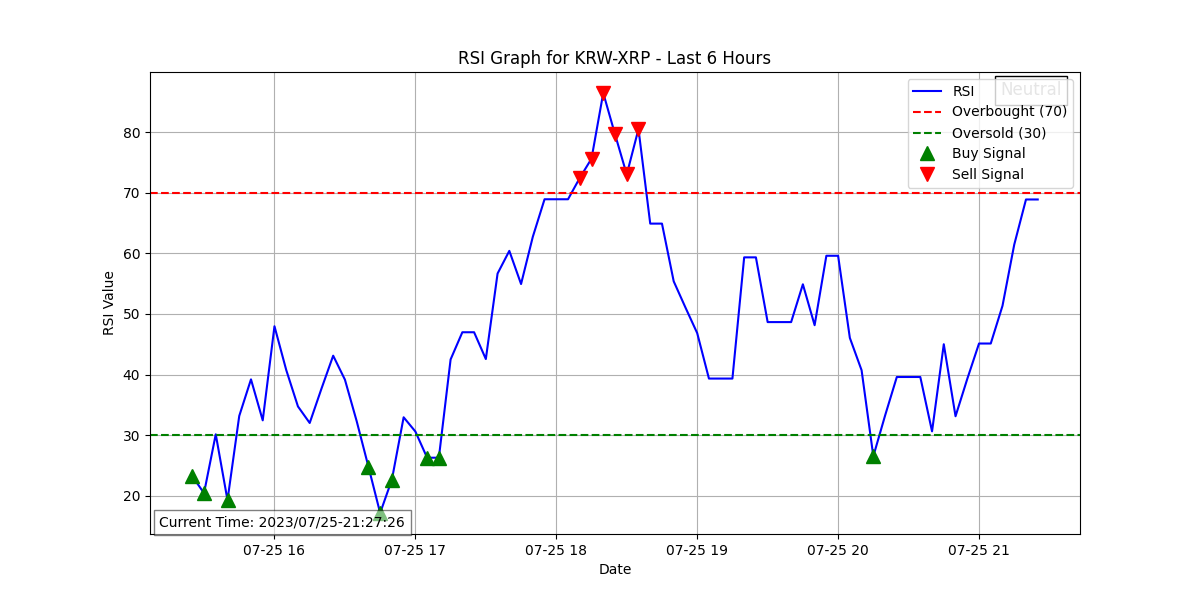 RSI Graph for KRW-XRP - Last 6 Hours
Neutral
RSI
Overbought (70)
Oversold (30)
Buy Signal
Sell Signal
RSI Value
80
70
60
50
40
30
20
Current Time: 2023/07/25-21:27:26
07-25 16
07-25 17
07-25 18
07-25 19
07-25 20
07-25 21
Date